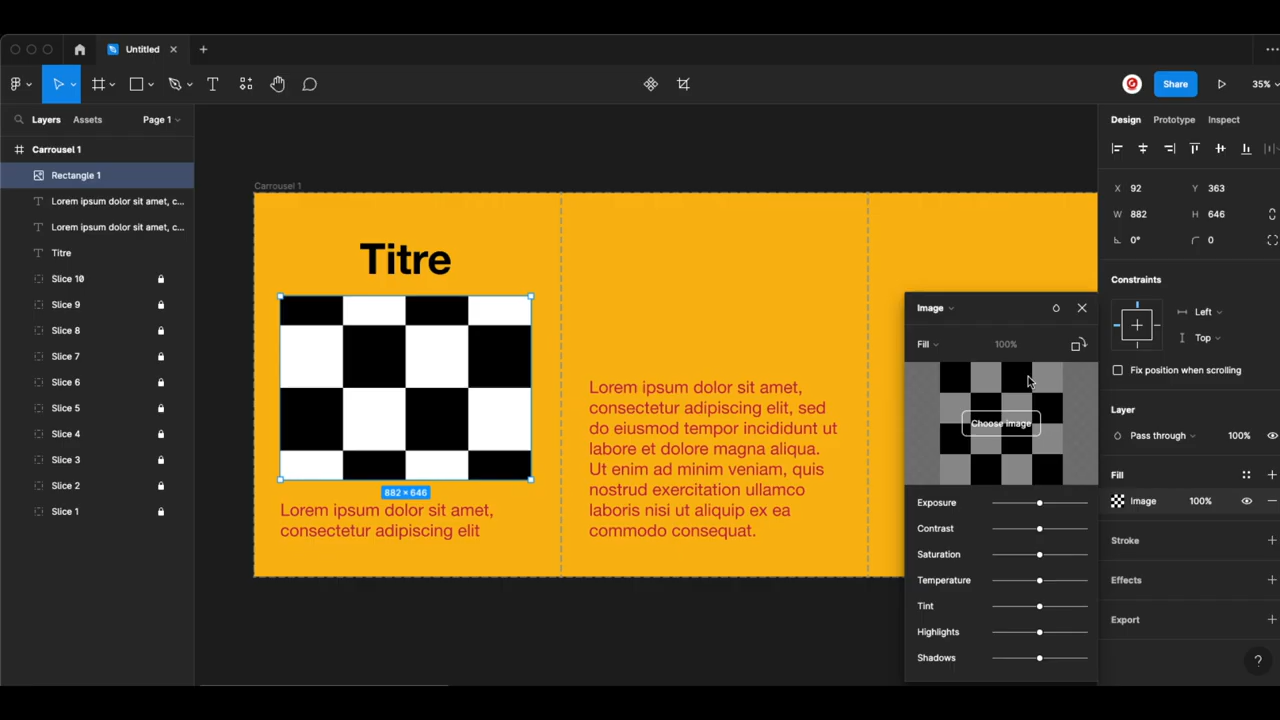 Untitled
Share
35%
Layers
Assets
Page 1
Design
Prototype
Inspect
Carrousel 1
Rectangle 1
Lorem ipsum dolor sit amet, c...
Lorem ipsum dolor sit amet, c...
Titre
Slice 10
Slice 9
Slice 8
Slice 7
Slice 6
Slice 5
Slice 4
Slice 3
Slice 2
Slice 1
Carrousel 1
Titre
882 × 646
Lorem ipsum dolor sit amet,
consectetur adipiscing elit
Lorem ipsum dolor sit amet,
consectetur adipiscing elit, sed
do eiusmod tempor incididunt ut
labore et dolore magna aliqua.
Ut enim ad minim veniam, quis
nostrud exercitation ullamco
laboris nisi ut aliquip ex ea
commodo consequat.
Image
Fill
100%
Choose image
Exposure
Contrast
Saturation
Temperature
Tint
Highlights
Shadows
X 92 Y 363
W 882 H 646
0° 0
Constraints
Left
Top
Fix position when scrolling
Layer
Pass through 100%
Fill
Image 100%
Stroke
Effects
Export
?